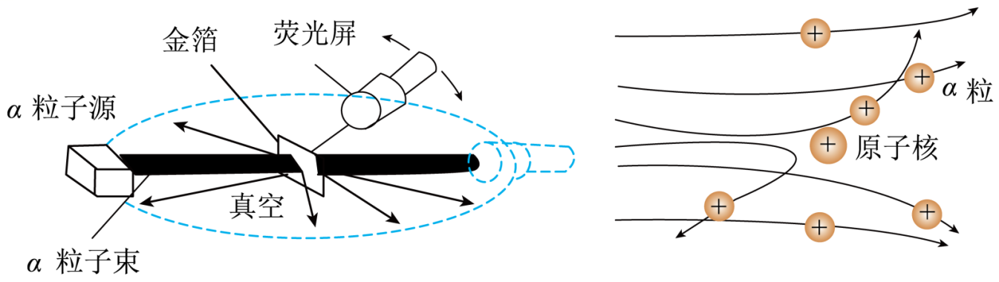 金箔
荧光屏
α 粒子源
真空
α 粒子束
+
+
α 粒
+
+
原子核
+
+
+